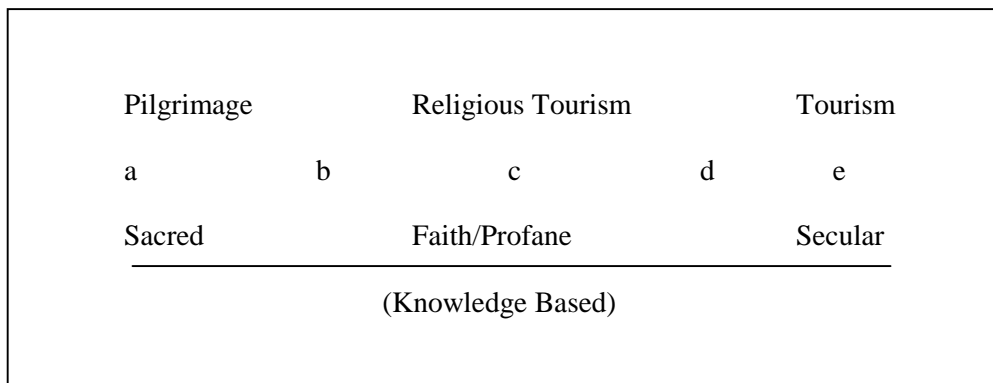 Pilgrimage Religious Tourism Tourism
a b c d e
Sacred Faith/Profane Secular
(Knowledge Based)